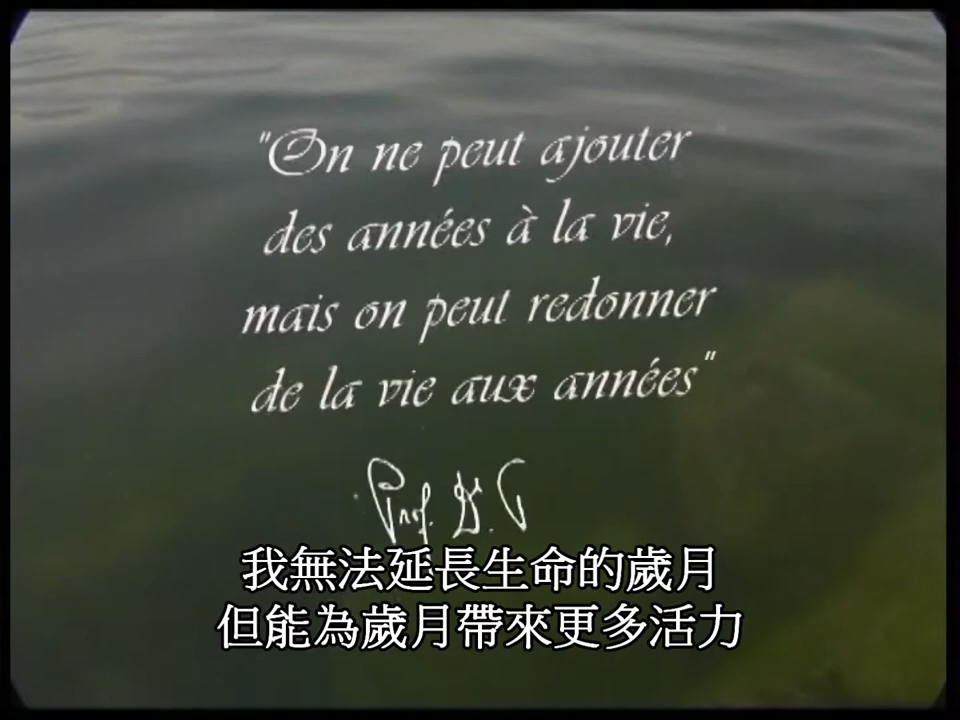 "On ne peut ajouter
des années à la vie,
mais on peut redonner
de la vie aux années"
Prof. Dr. P
我無法延長生命的歲月
但能為歲月帶來更多活力